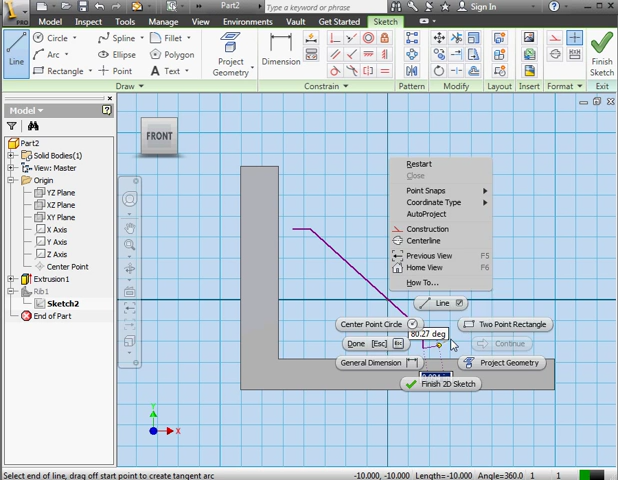 Part2
Type a keyword or phrase
Sign In
PRO
Model Inspect Tools Manage View Environments Vault Get Started Sketch
Line
Circle Spline Fillet
Arc Ellipse Polygon
Rectangle Point Text
Project
Geometry
Dimension
Finish
Sketch
Draw Constrain Pattern Modify Layout Insert Format Exit
Model
Part2
Solid Bodies(1)
View: Master
Origin
YZ Plane
XZ Plane
XY Plane
X Axis
Y Axis
Z Axis
Center Point
Extrusion1
Rib1
Sketch2
End of Part
FRONT
Restart
Close
Point Snaps
Coordinate Type
AutoProject
Construction
Centerline
Previous View F5
Home View F6
How To...
Line
Center Point Circle
Two Point Rectangle
80.27 deg
Done [Esc] Esc
Continue
General Dimension
Project Geometry
Finish 2D Sketch
Y
X
Select end of line, drag off start point to create tangent arc
-10.000, -10.000 Length=-10.000 Angle=360.0 1 1